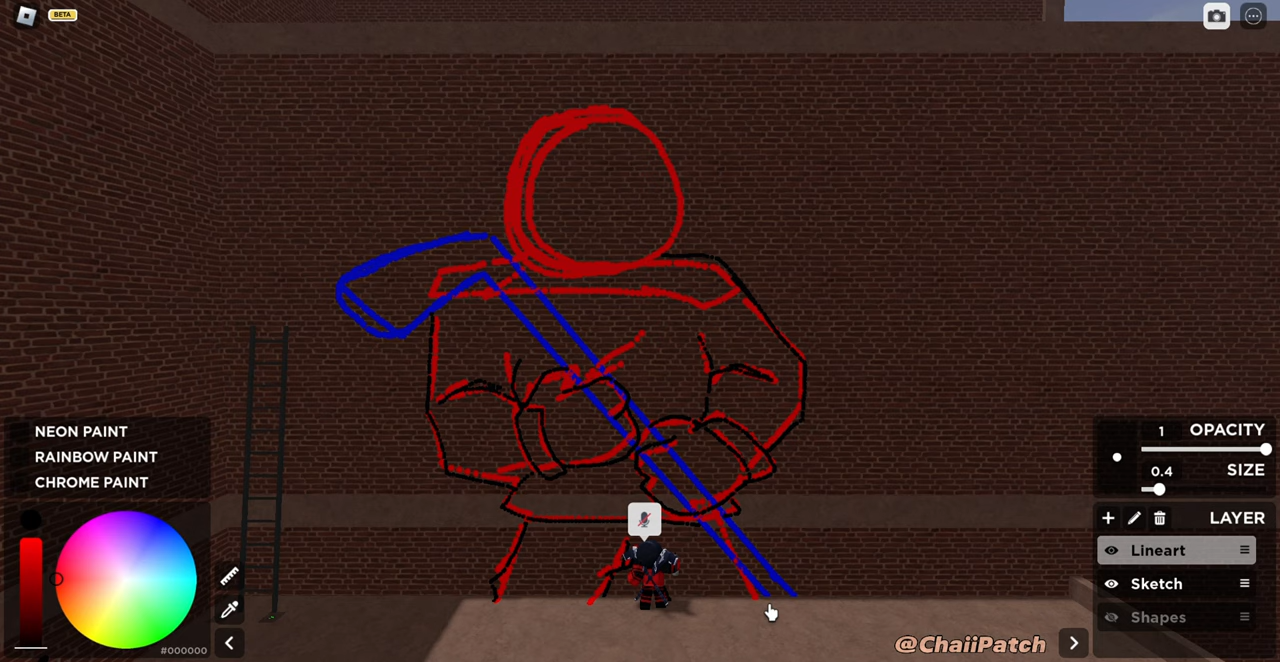 BETA
NEON PAINT
RAINBOW PAINT
CHROME PAINT
#000000
1 OPACITY
0.4 SIZE
LAYER
Lineart
Sketch
Shapes
@ChaiiPatch